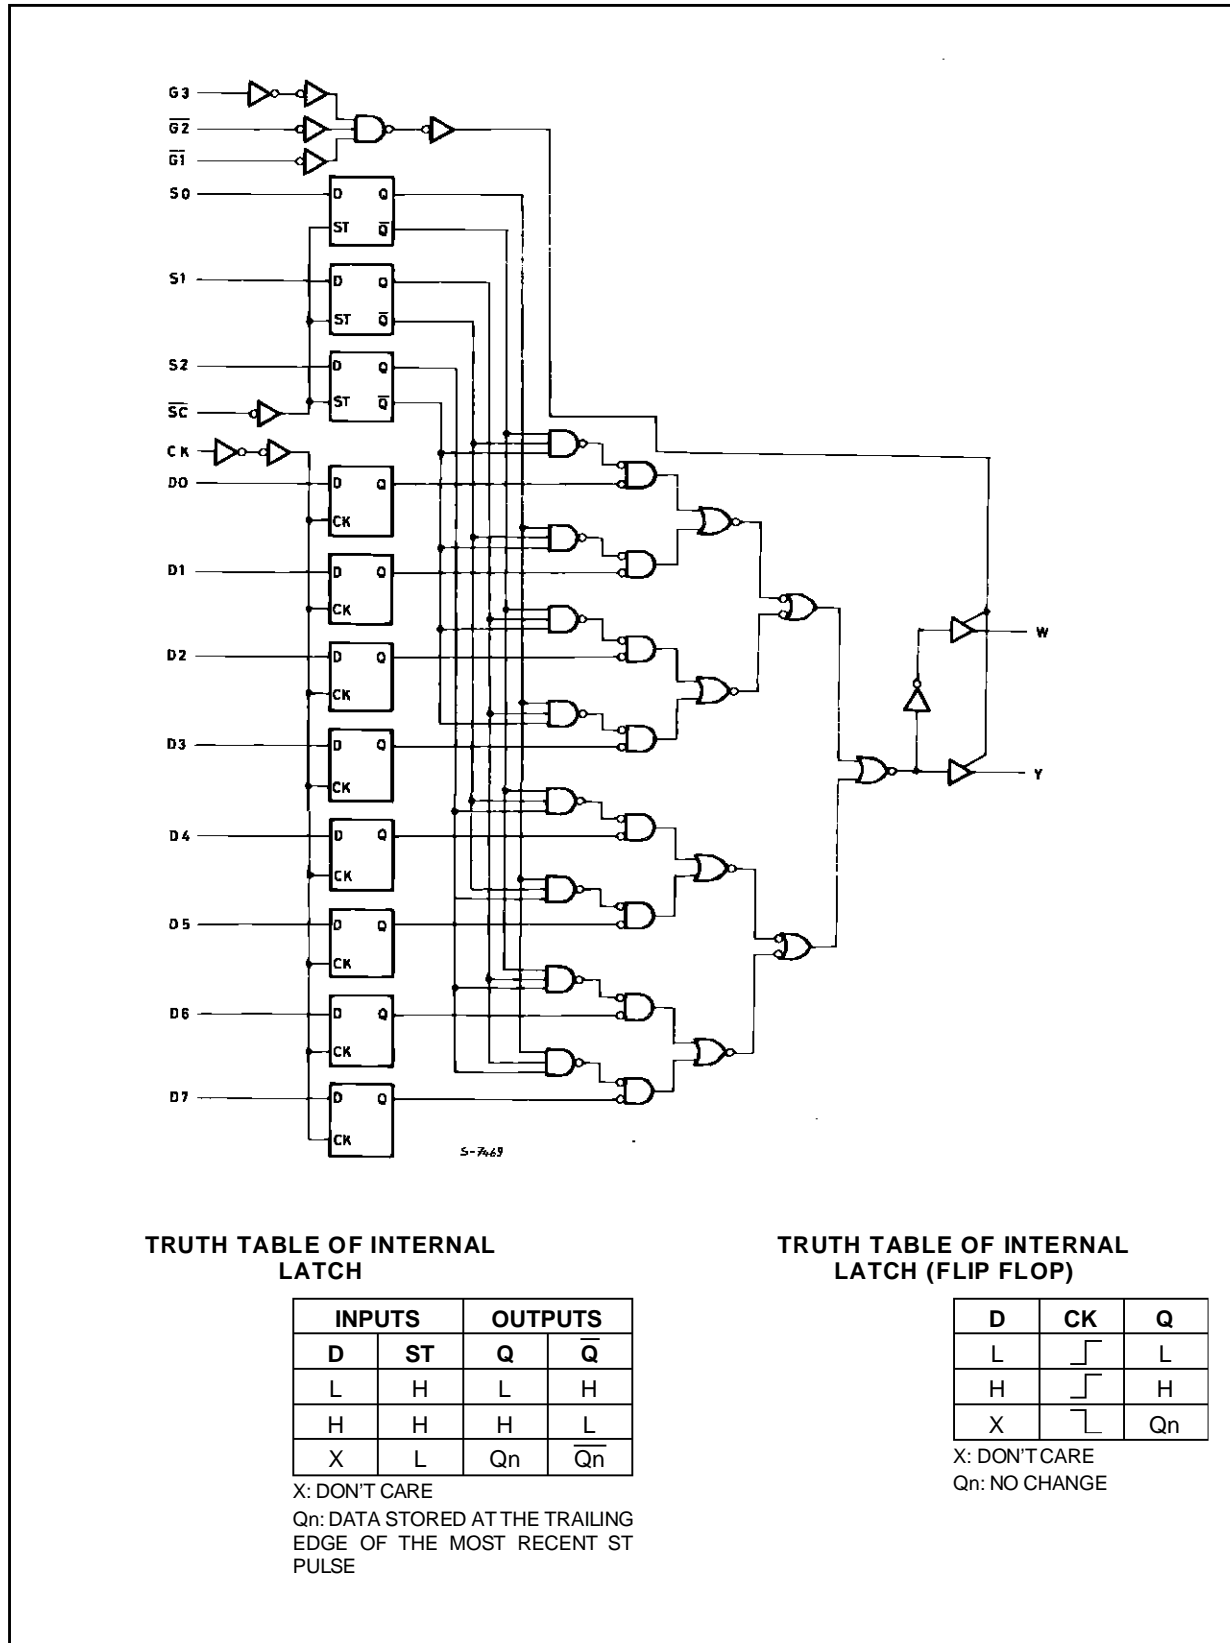 G3
G2
G1
S0
D Q
ST Q
S1
D Q
ST Q
S2
D Q
SC
ST Q
CK
D0
D Q
CK
D1
D Q
CK
D2
D Q
CK
W
D3
D Q
CK
Y
D4
D Q
CK
D5
D Q
CK
D6
D Q
CK
D7
D Q
CK
S-7469
TRUTH TABLE OF INTERNAL
LATCH
INPUTS OUTPUTS
D ST Q Q
L H L H
H H H L
X L Qn Qn
X: DON'T CARE
Qn: DATA STORED AT THE TRAILING
EDGE OF THE MOST RECENT ST
PULSE
TRUTH TABLE OF INTERNAL
LATCH (FLIP FLOP)
D CK Q
L L
H H
X Qn
X: DON'T CARE
Qn: NO CHANGE